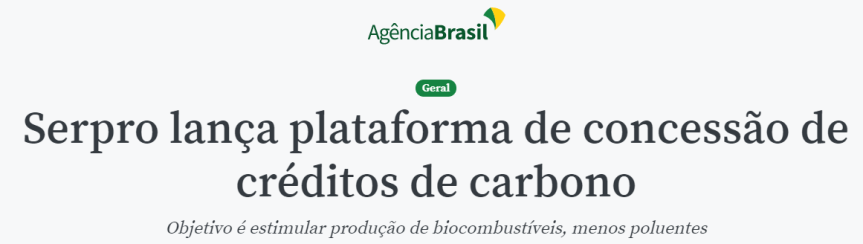 AgênciaBrasil
Geral
Serpro lança plataforma de concessão de
créditos de carbono
Objetivo é estimular produção de biocombustíveis, menos poluentes